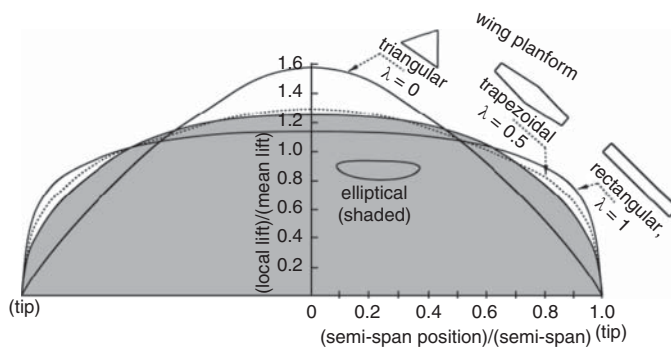 wing planform
triangular
λ = 0
trapezoidal
λ = 0.5
rectangular,
λ = 1
(local lift)/(mean lift)
1.6
1.4
1.2
1.0
0.8
0.6
0.4
0.2
elliptical
(shaded)
(tip)
0
0.2
0.4
0.6
0.8
1.0
(tip)
(semi-span position)/(semi-span)